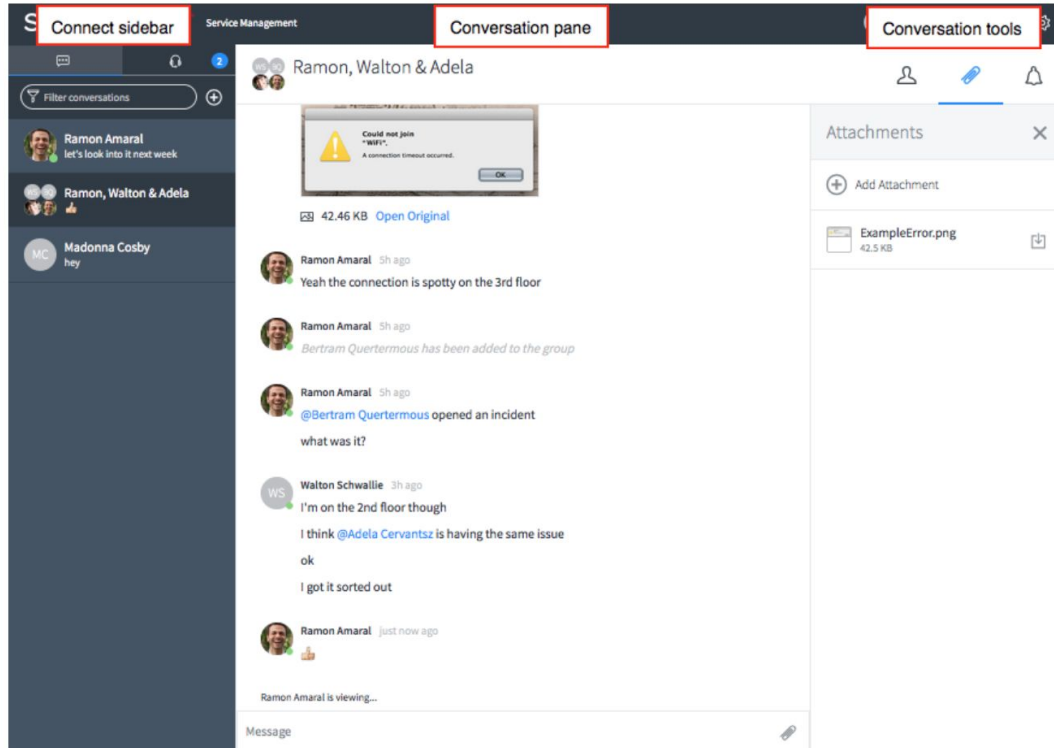 Connect sidebar
Service Management
Conversation pane
Conversation tools
2
Filter conversations
Ramon Amaral
let's look into it next week
Ramon, Walton & Adela
MC
Madonna Cosby
hey
WS
Ramon, Walton & Adela
Could not join
"WiFi".
A connection timeout occurred.
OK
42.46 KB Open Original
Ramon Amaral 5h ago
Yeah the connection is spotty on the 3rd floor
Ramon Amaral 5h ago
Bertram Quertermous has been added to the group
Ramon Amaral 5h ago
@Bertram Quertermous opened an incident
what was it?
WS
Walton Schwallie 3h ago
I'm on the 2nd floor though
I think @Adela Cervantsz is having the same issue
ok
I got it sorted out
Ramon Amaral just now ago
Ramon Amaral is viewing...
Message
Attachments
Add Attachment
ExampleError.png
42.5 KB